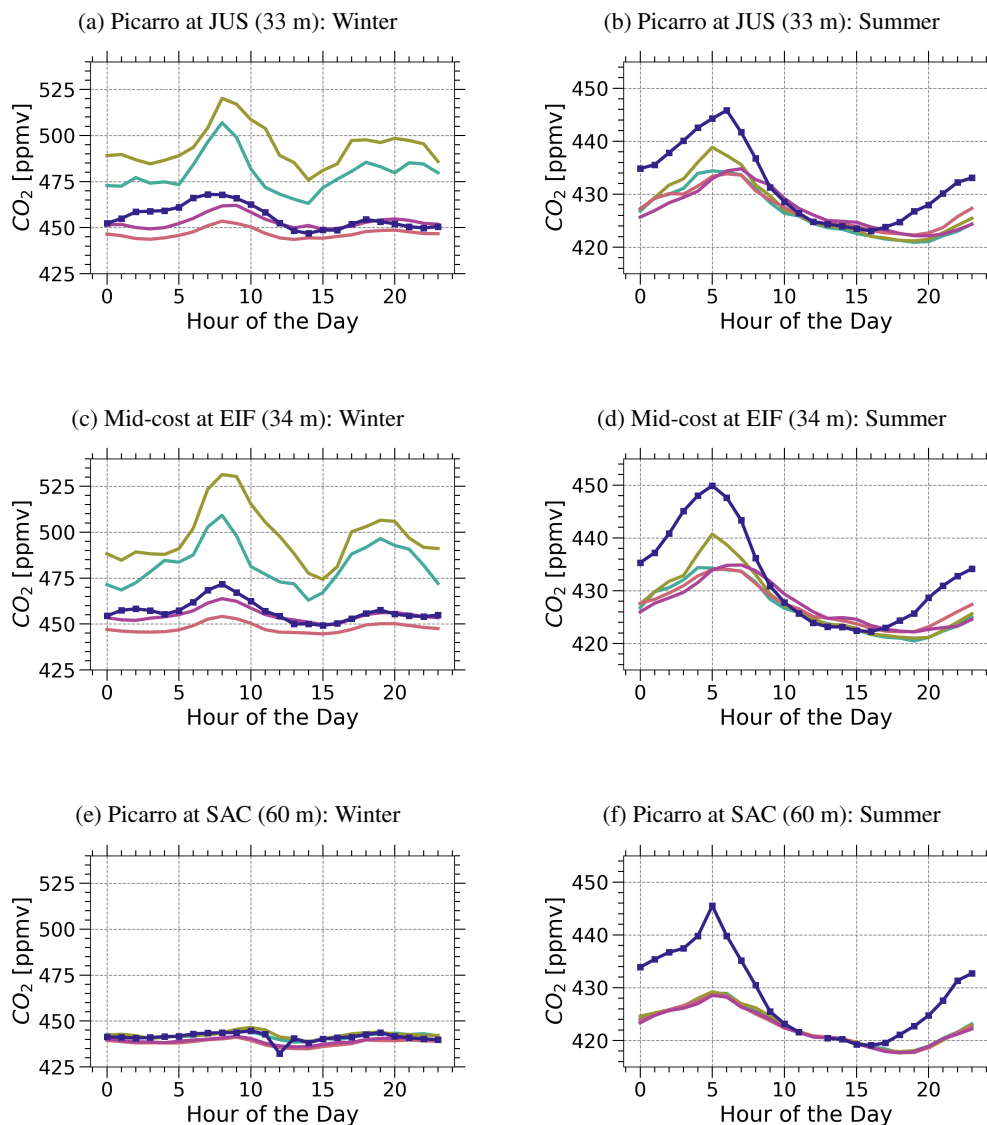 (a) Picarro at JUS (33 m): Winter
(b) Picarro at JUS (33 m): Summer
CO2 [ppmv]
525
500
475
450
425
0 5 10 15 20
Hour of the Day
CO2 [ppmv]
450
440
430
420
0 5 10 15 20
Hour of the Day
(c) Mid-cost at EIF (34 m): Winter
(d) Mid-cost at EIF (34 m): Summer
CO2 [ppmv]
525
500
475
450
425
0 5 10 15 20
Hour of the Day
CO2 [ppmv]
450
440
430
420
0 5 10 15 20
Hour of the Day
(e) Picarro at SAC (60 m): Winter
(f) Picarro at SAC (60 m): Summer
CO2 [ppmv]
525
500
475
450
425
0 5 10 15 20
Hour of the Day
CO2 [ppmv]
450
440
430
420
0 5 10 15 20
Hour of the Day